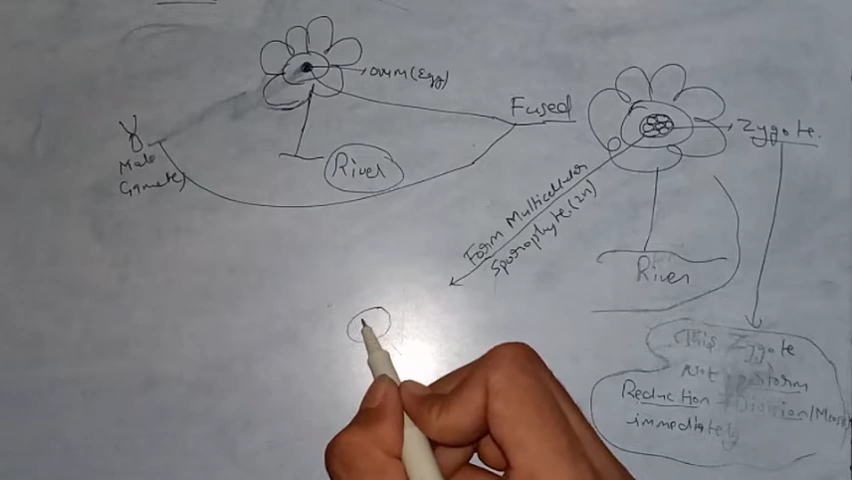 ovum (Egg)
Male
Gamete)
River
Fused
Zygote.
Form Multicellular
Sporophyte.(2n)
River
This Zygote
Not perform
Reduction Division/Meos
immediately